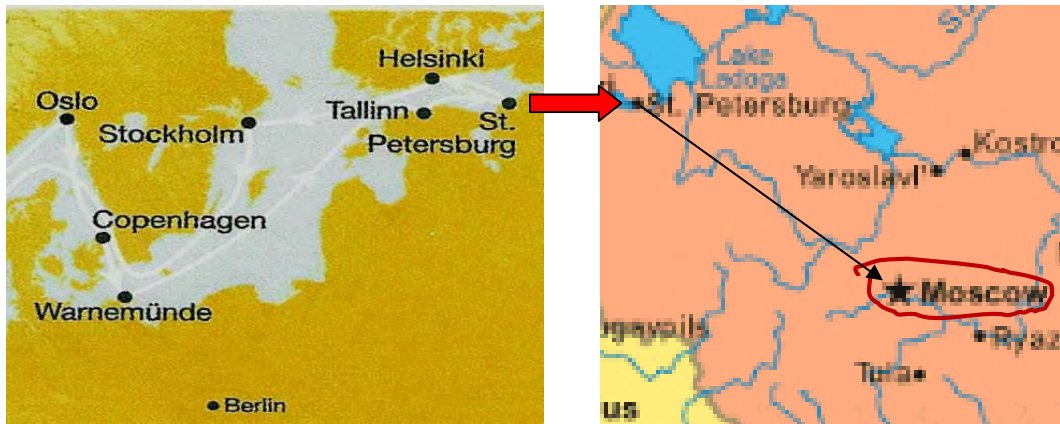 Helsinki
Oslo
Stockholm
Tallinn
St.
Petersburg
Copenhagen
Warnemünde
Berlin
Lake
Ladoga
St. Petersburg
Kostro
Yaroslavl'
Moscow
Ryaz
Tula
us